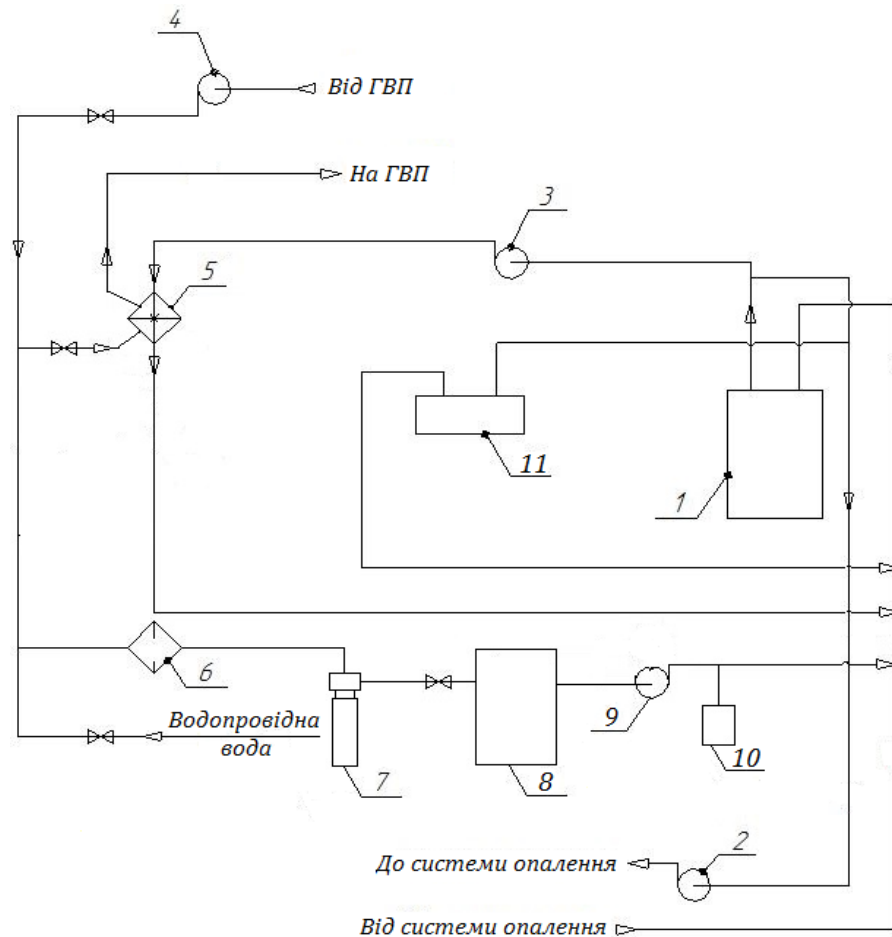 4
Від ГВП
На ГВП
3
5
11
1
6
Водопровідна
вода
7
8
9
10
2
До системи опалення
Від системи опалення